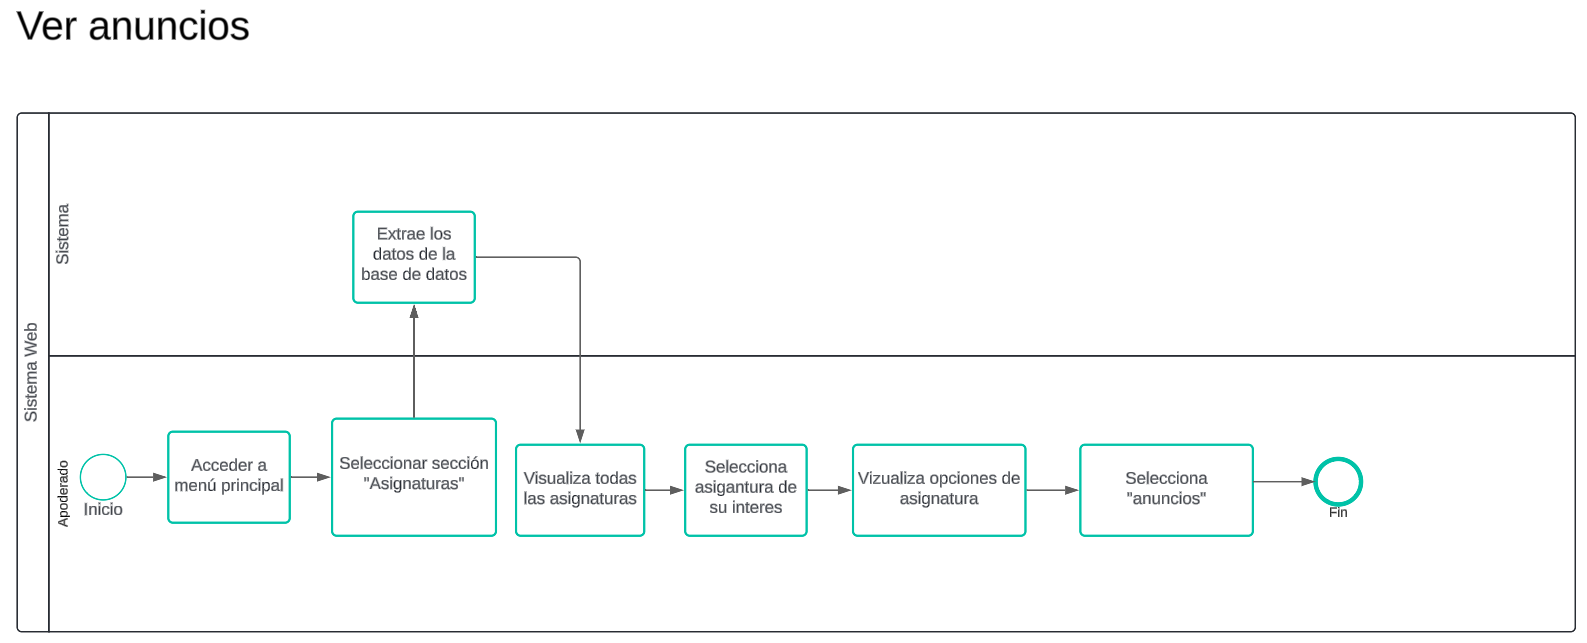 Ver anuncios
Sistema Web
Sistema
Extrae los
datos de la
base de datos
Apoderado
Inicio
Acceder a
menú principal
Seleccionar sección
"Asignaturas"
Visualiza todas
las asignaturas
Selecciona
asigantura de
su interes
Vizualiza opciones de
asignatura
Selecciona
"anuncios"
Fin